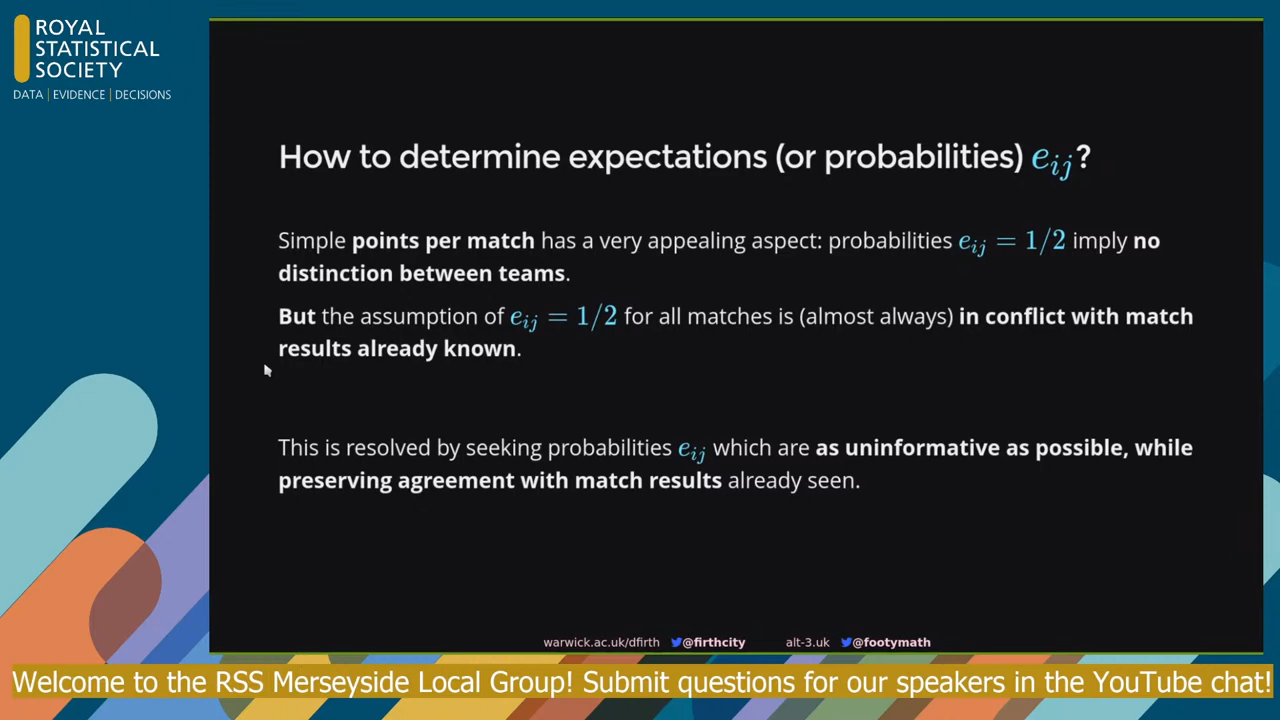 ROYAL
STATISTICAL
SOCIETY
DATA | EVIDENCE | DECISIONS
How to determine expectations (or probabilities) e_ij?
Simple points per match has a very appealing aspect: probabilities e_ij = 1/2 imply no
distinction between teams.
But the assumption of e_ij = 1/2 for all matches is (almost always) in conflict with match
results already known.
This is resolved by seeking probabilities e_ij which are as uninformative as possible, while
preserving agreement with match results already seen.
warwick.ac.uk/dfirth @firthcity alt-3.uk @footymath
Welcome to the RSS Merseyside Local Group! Submit questions for our speakers in the YouTube chat!